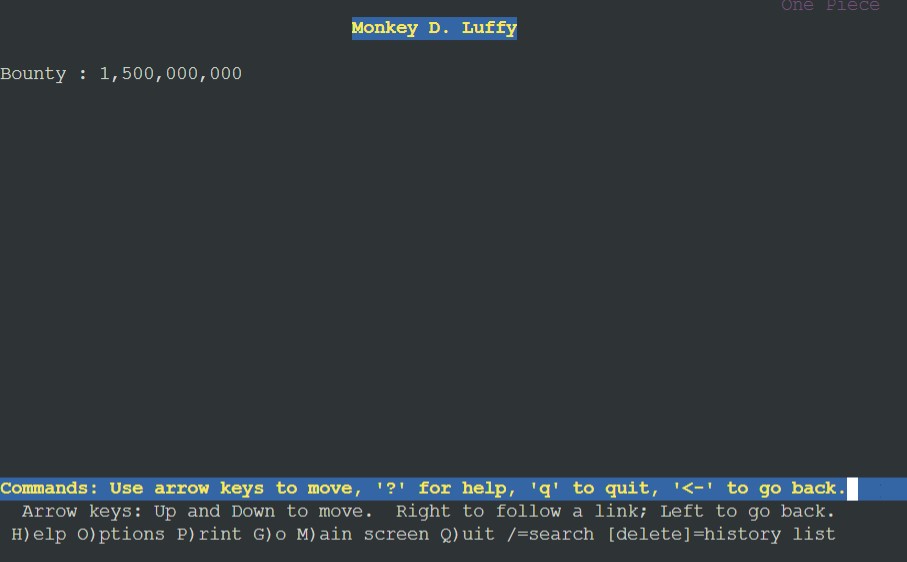 One Piece
Monkey D. Luffy
Bounty : 1,500,000,000
Commands: Use arrow keys to move, '?' for help, 'q' to quit, '<-' to go back.
Arrow keys: Up and Down to move.  Right to follow a link; Left to go back.
H)elp O)ptions P)rint G)o M)ain screen Q)uit /=search [delete]=history list